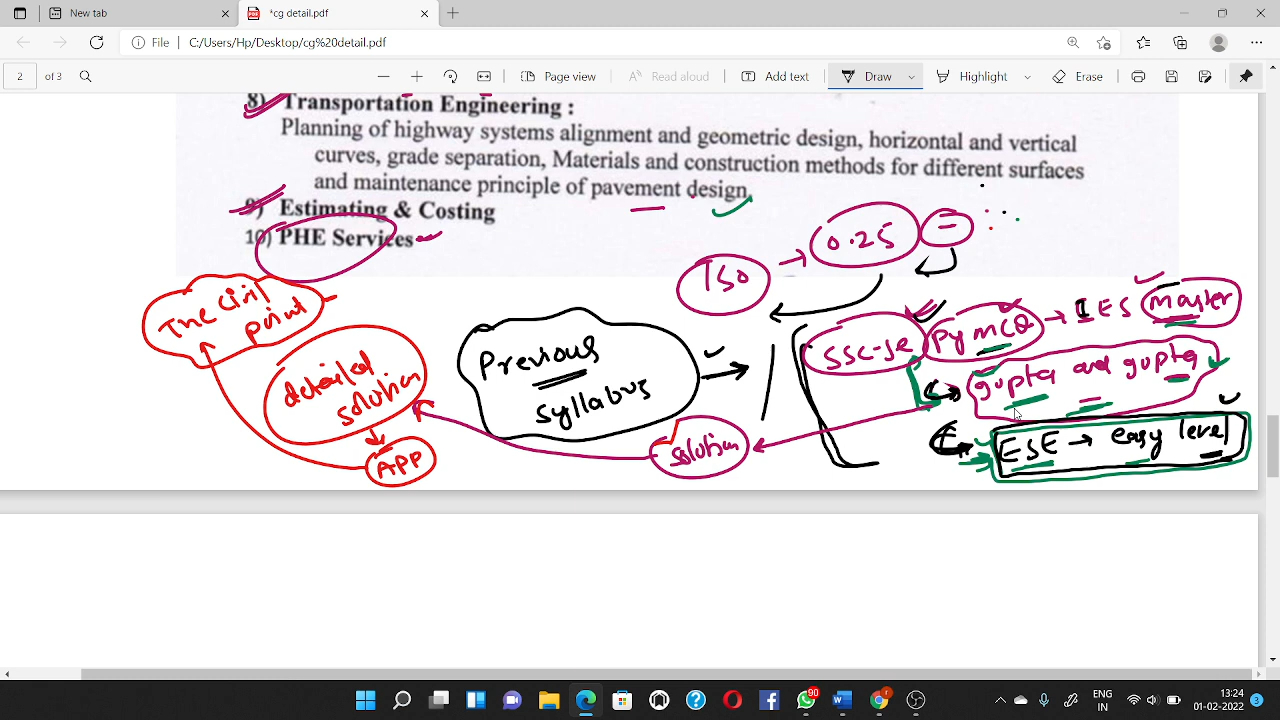 New tab
*cg detail.pdf
File
C:/Users/Hp/Desktop/cg%20detail.pdf
2
of 3
Page view
Read aloud
Add text
Draw
Highlight
Erase
8) Transportation Engineering :
Planning of highway systems alignment and geometric design, horizontal and vertical
curves, grade separation, Materials and construction methods for different surfaces
and maintenance principle of pavement design,
9) Estimating & Costing
10) PHE Services
150 → 0.25 -
The Civil
point
detailed
solution
APP
Previous
syllabus
solution
SSC-Je
Py MCQ → IES Master
gupta and gupta
ESE → easy level
90
ENG
IN
13:24
01-02-2022
3